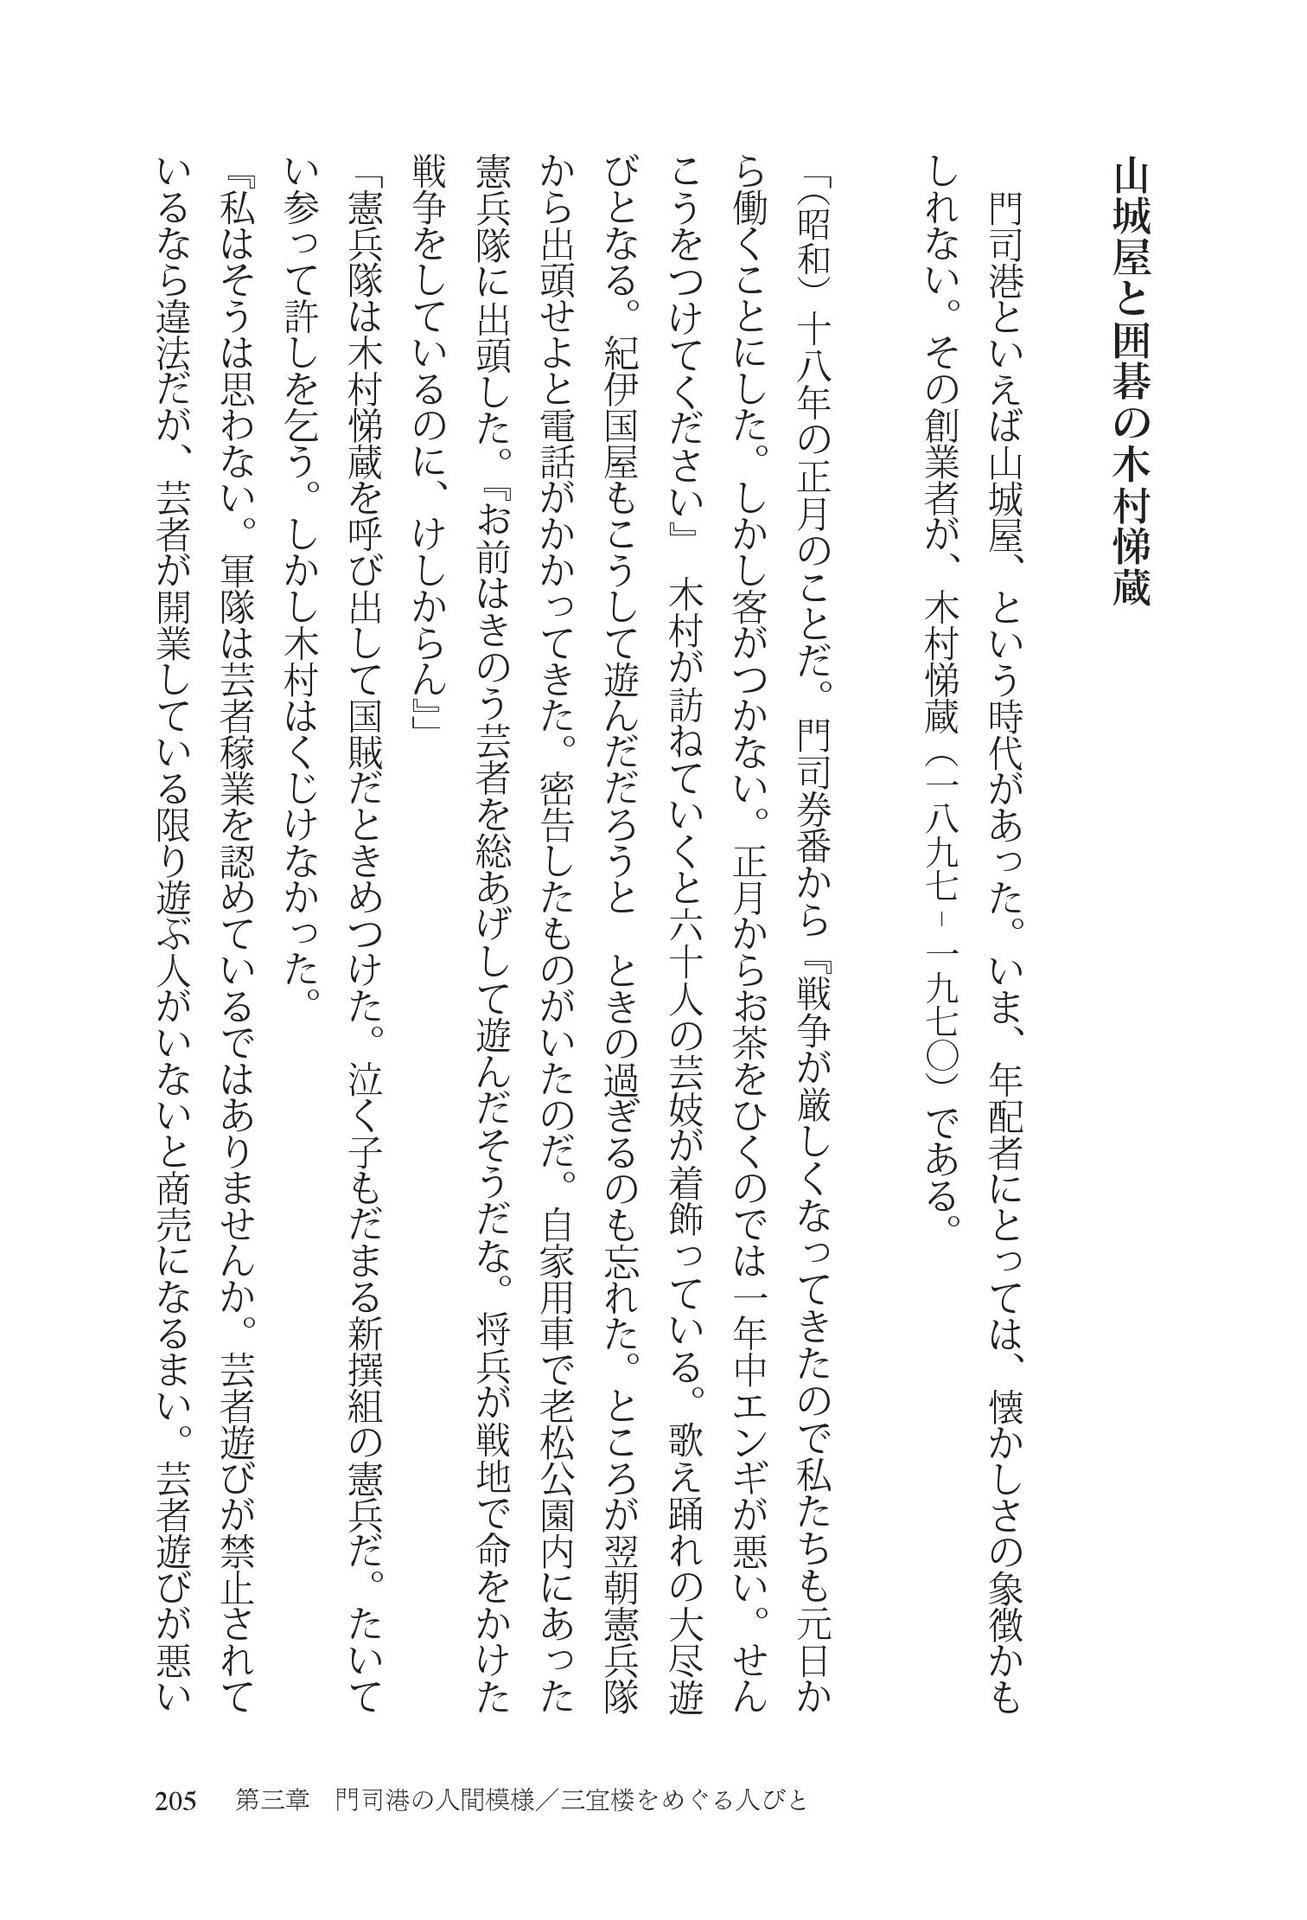 山城屋と囲碁の木村悌蔵
門司港といえば山城屋、という時代があった。いま、年配者にとっては、懐かしさの象徴かも
しれない。その創業者が、木村悌蔵（一八九七－一九七〇）である。
「（昭和）十八年の正月のことだ。門司券番から『戦争が厳しくなってきたので私たちも元日か
ら働くことにした。しかし客がつかない。正月からお茶をひくのでは一年中エンギが悪い。せん
こうをつけてください』　木村が訪ねていくと六十人の芸妓が着飾っている。歌え踊れの大尽遊
びとなる。紀伊国屋もこうして遊んだだろうと　ときの過ぎるのも忘れた。ところが翌朝憲兵隊
から出頭せよと電話がかかってきた。密告したものがいたのだ。自家用車で老松公園内にあった
憲兵隊に出頭した。『お前はきのう芸者を総あげして遊んだそうだな。将兵が戦地で命をかけた
戦争をしているのに、けしからん』」
「憲兵隊は木村悌蔵を呼び出して国賊だときめつけた。泣く子もだまる新撰組の憲兵だ。たいて
い参って許しを乞う。しかし木村はくじけなかった。
『私はそうは思わない。軍隊は芸者稼業を認めているではありませんか。芸者遊びが禁止されて
いるなら違法だが、芸者が開業している限り遊ぶ人がいないと商売になるまい。芸者遊びが悪い
205　第三章　門司港の人間模様／三宜楼をめぐる人びと